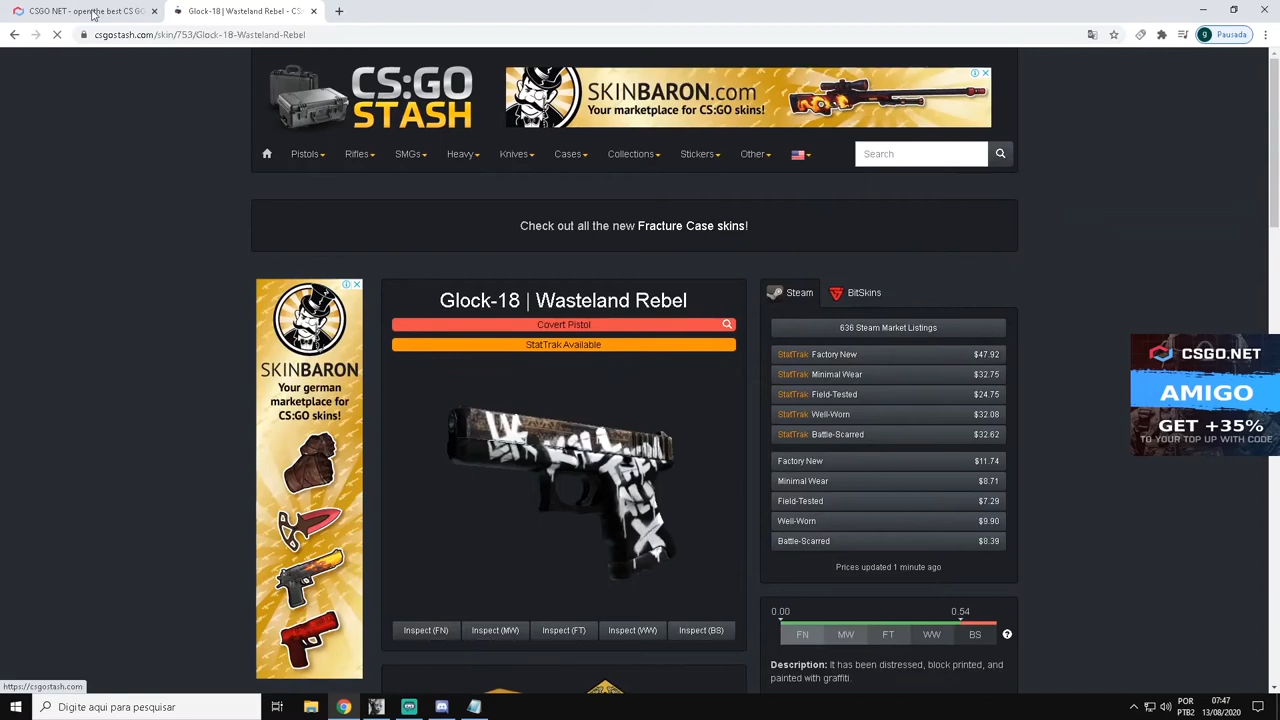 CSGO NET - open the best CS GO
Glock-18 | Wasteland Rebel - CS:
csgostash.com/skin/753/Glock-18-Wasteland-Rebel
g Pausada
CS:GO
STASH
SKINBARON.com
Your marketplace for CS:GO skins!
Pistols
Rifles
SMGs
Heavy
Knives
Cases
Collections
Stickers
Other
Search
Check out all the new Fracture Case skins!
SKINBARON
Your german
marketplace for
CS:GO skins!
Glock-18 | Wasteland Rebel
Covert Pistol
StatTrak Available
Inspect (FN)
Inspect (MW)
Inspect (FT)
Inspect (WW)
Inspect (BS)
Steam
BitSkins
636 Steam Market Listings
StatTrak Factory New $47.92
StatTrak Minimal Wear $32.75
StatTrak Field-Tested $24.75
StatTrak Well-Worn $32.08
StatTrak Battle-Scarred $32.62
Factory New $11.74
Minimal Wear $8.71
Field-Tested $7.29
Well-Worn $9.90
Battle-Scarred $8.39
Prices updated 1 minute ago
0.00 0.54
FN MW FT WW BS
Description: It has been distressed, block printed, and
painted with graffiti.
CSGO.NET
AMIGO
GET +35%
TO YOUR TOP UP WITH CODE
https://csgostash.com
Digite aqui para pesquisar
POR
PTB2
07:47
13/08/2020